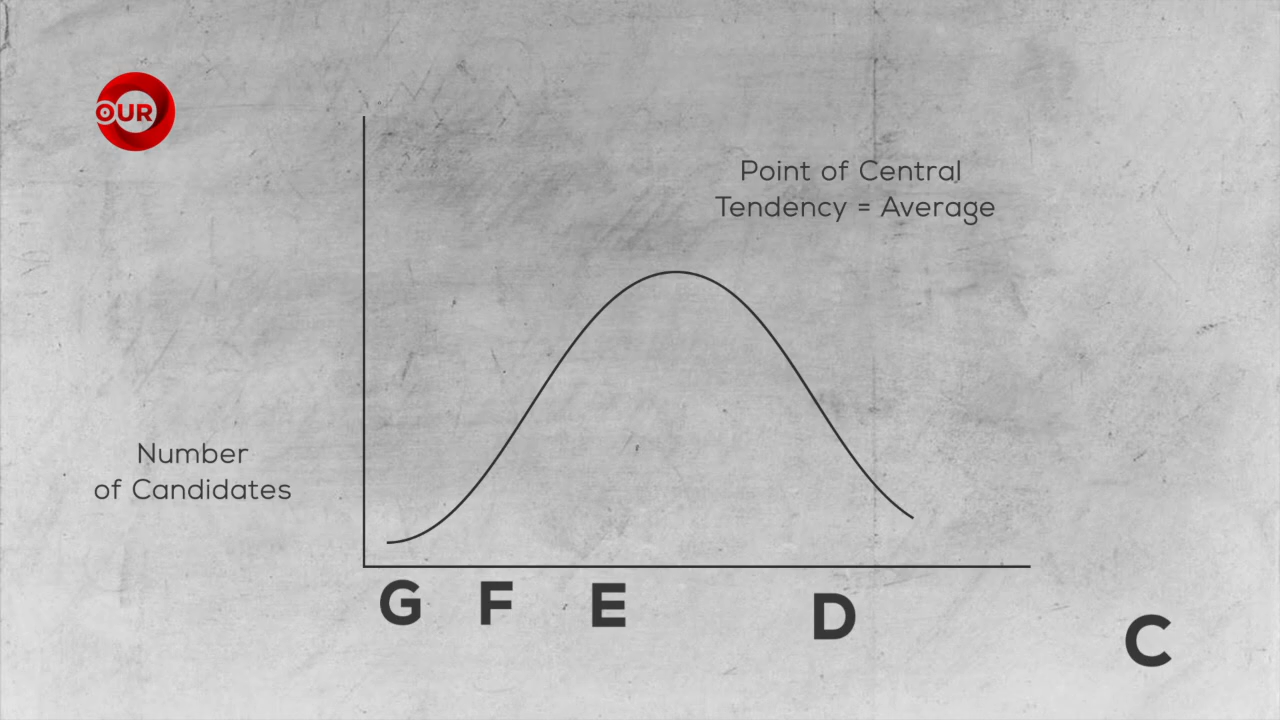 OUR
Point of Central
Tendency = Average
Number
of Candidates
G F E D C